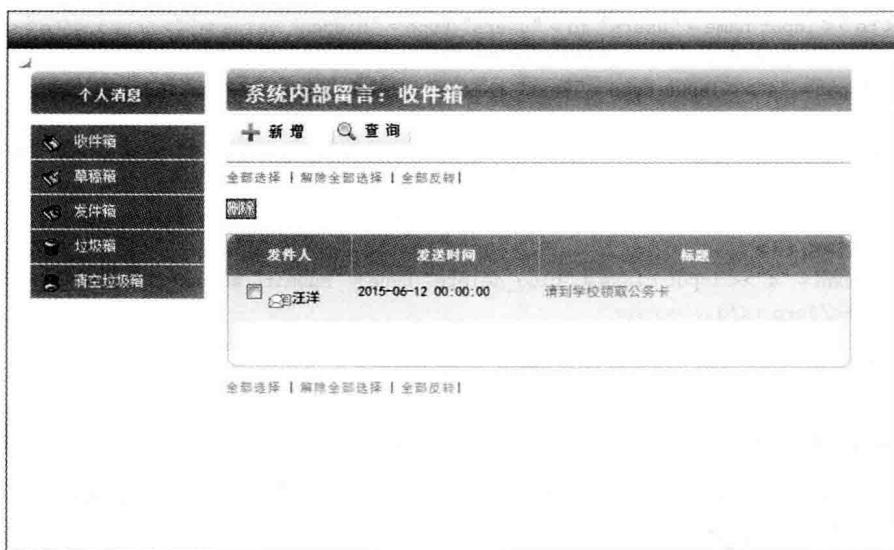 个人消息
收件箱
草稿箱
发件箱
垃圾箱
清空垃圾箱
系统内部留言：收件箱
新增 查询
全部选择 | 解除全部选择 | 全部反转|
删除
发件人 发送时间 标题
汪洋 2015-06-12 00:00:00 请到学校领取公务卡
全部选择 | 解除全部选择 | 全部反转|